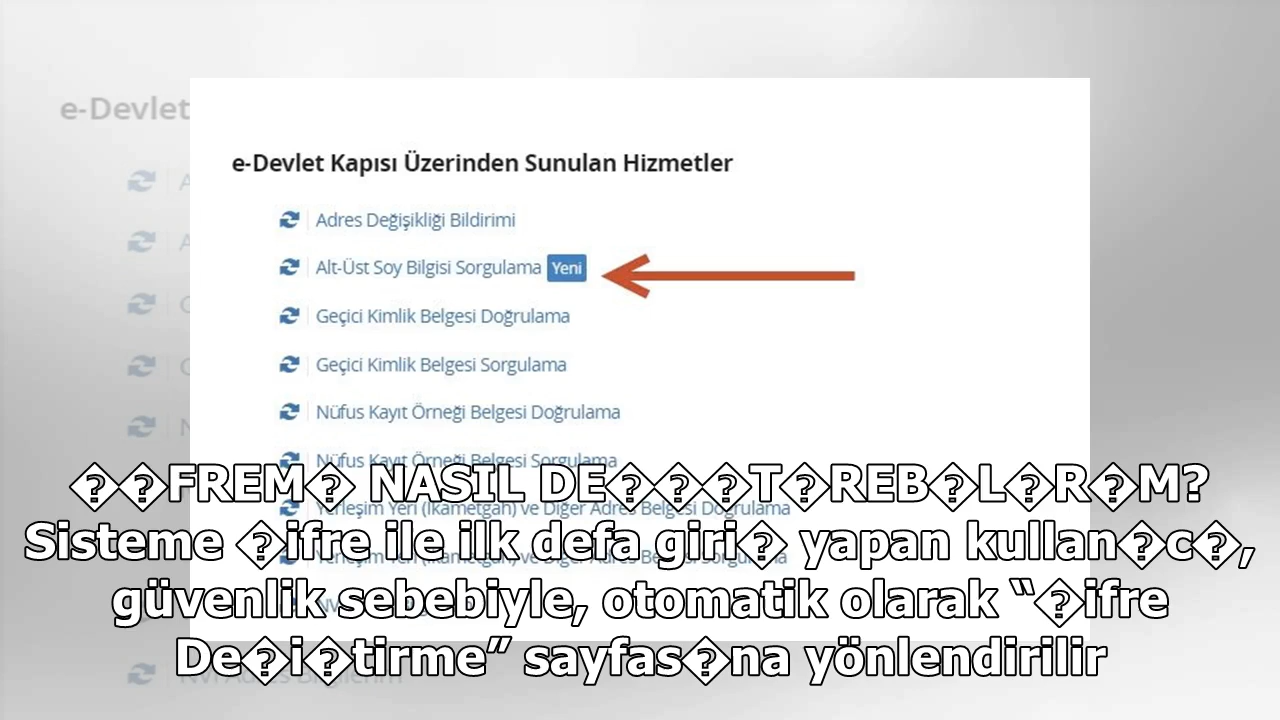 e-Devlet
e-Devlet Kapısı Üzerinden Sunulan Hizmetler
Adres Değişikliği Bildirimi
Alt-Üst Soy Bilgisi Sorgulama Yeni
Geçici Kimlik Belgesi Doğrulama
Geçici Kimlik Belgesi Sorgulama
Nüfus Kayıt Örneği Belgesi Doğrulama
Nüfus Kayıt Örneği Belgesi Sorgulama
Yerleşim Yeri (İkametgah) ve Diğer Adres Belgesi Doğrulama
Yerleşim Yeri (İkametgah) ve Diğer Adres Belgesi Sorgulama
��FREM� NASIL DE���T�REB�L�R�M?
Sisteme �ifre ile ilk defa giri� yapan kullan�c�,
güvenlik sebebiyle, otomatik olarak “�ifre
De�i�tirme” sayfas�na yönlendirilir